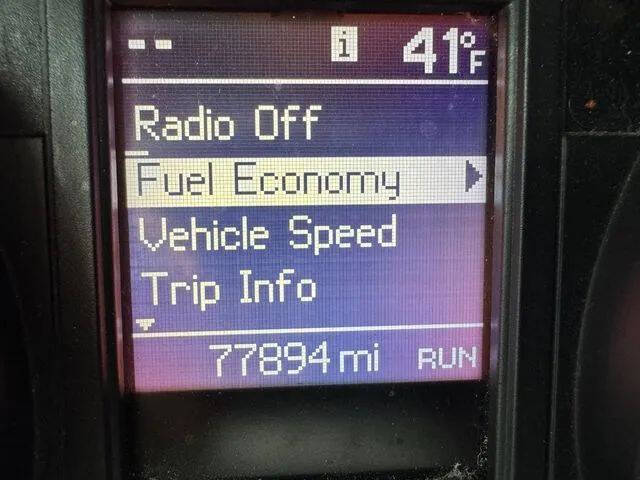 -- i 41°F
Radio Off
Fuel Economy
Vehicle Speed
Trip Info
77894 mi RUN